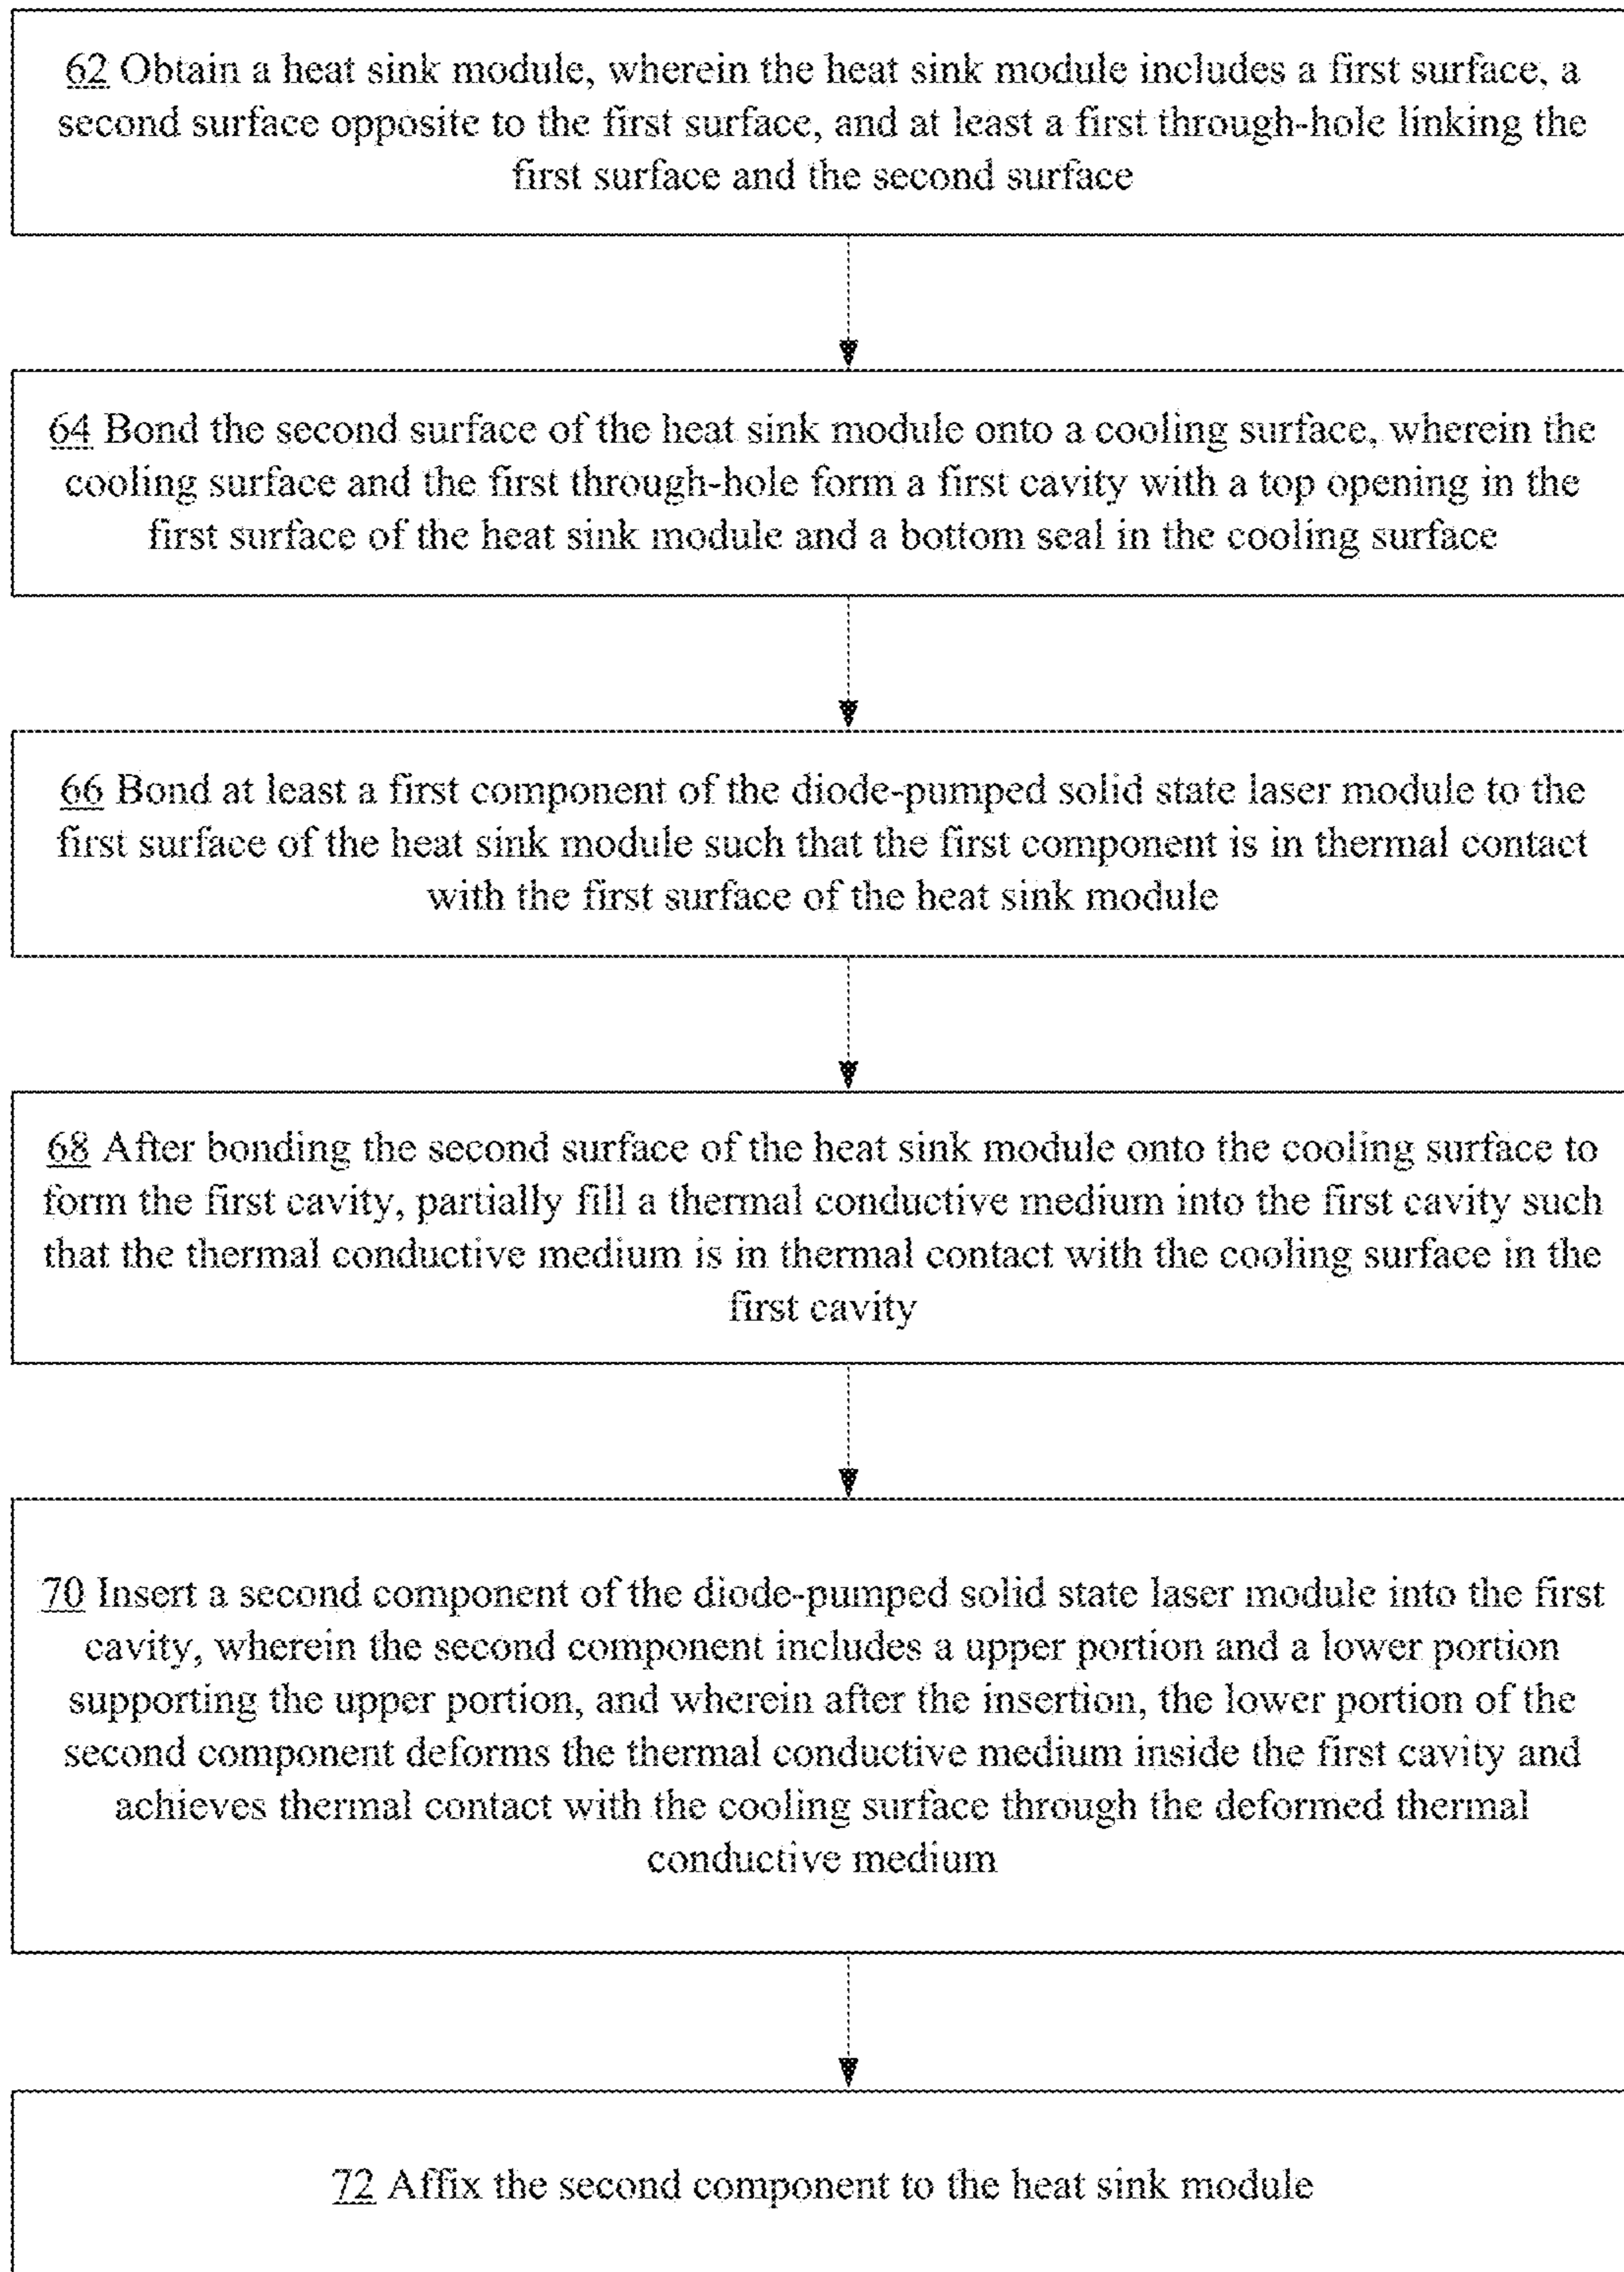 62 Obtain a heat sink module, wherein the heat sink module includes a first surface, a
second surface opposite to the first surface, and at least a first through-hole linking the
first surface and the second surface
64 Bond the second surface of the heat sink module onto a cooling surface, wherein the
cooling surface and the first through-hole form a first cavity with a top opening in the
first surface of the heat sink module and a bottom seal in the cooling surface
66 Bond at least a first component of the diode-pumped solid state laser module to the
first surface of the heat sink module such that the first component is in thermal contact
with the first surface of the heat sink module
68 After bonding the second surface of the heat sink module onto the cooling surface to
form the first cavity, partially fill a thermal conductive medium into the first cavity such
that the thermal conductive medium is in thermal contact with the cooling surface in the
first cavity
70 Insert a second component of the diode-pumped solid state laser module into the first
cavity, wherein the second component includes a upper portion and a lower portion
supporting the upper portion, and wherein after the insertion, the lower portion of the
second component deforms the thermal conductive medium inside the first cavity and
achieves thermal contact with the cooling surface through the deformed thermal
conductive medium
72 Affix the second component to the heat sink module